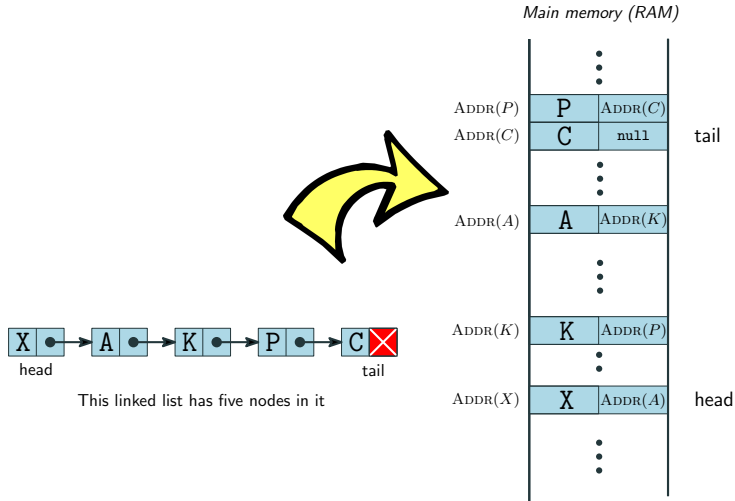 Main memory (RAM)
ADDR(P) P ADDR(C)
ADDR(C) C null tail
ADDR(A) A ADDR(K)
ADDR(K) K ADDR(P)
ADDR(X) X ADDR(A) head
X A K P C
head tail
This linked list has five nodes in it